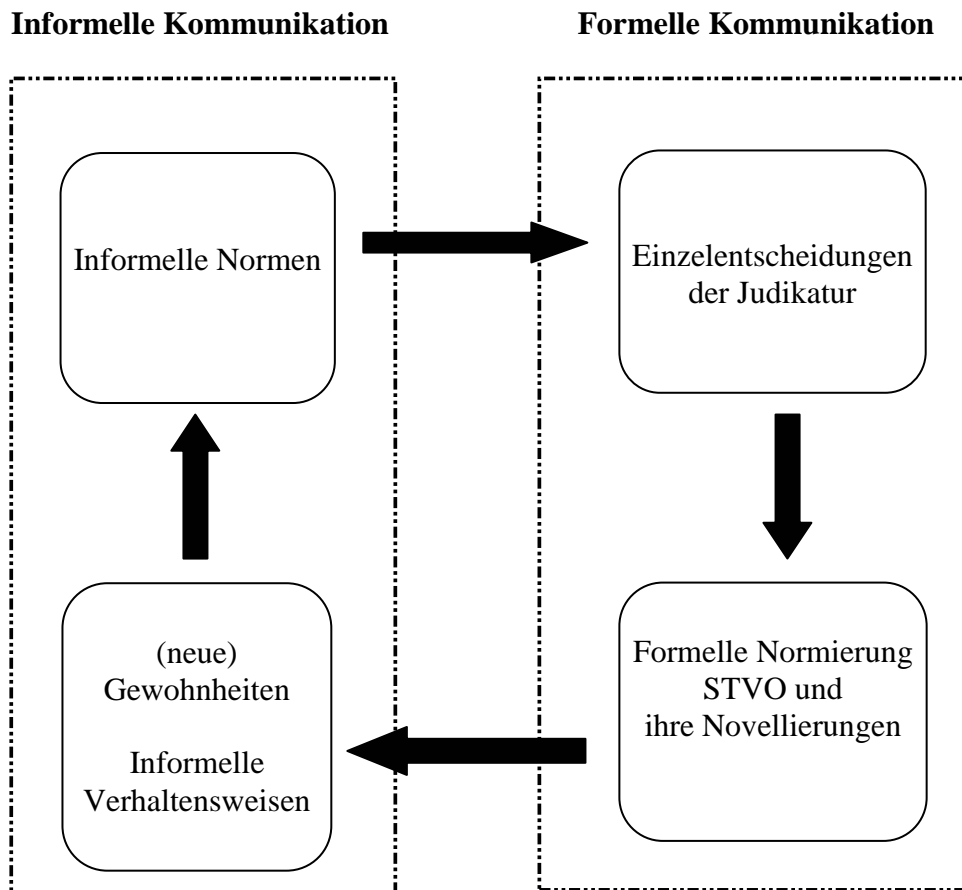 Informelle Kommunikation
Formelle Kommunikation
Informelle Normen
Einzelentscheidungen
der Judikatur
(neue)
Gewohnheiten
Informelle
Verhaltensweisen
Formelle Normierung
STVO und
ihre Novellierungen